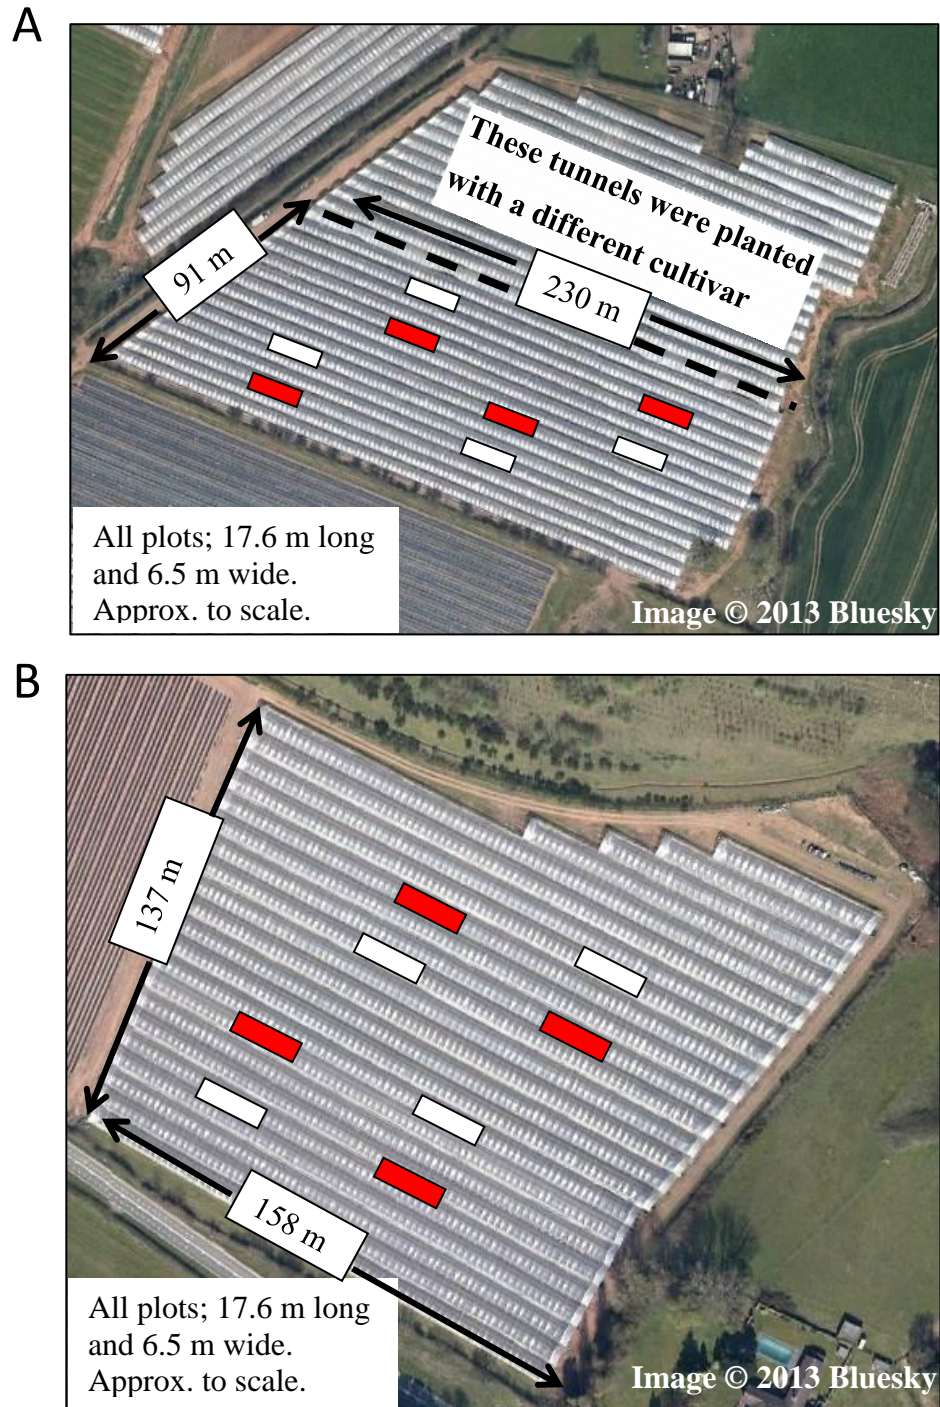 A
These tunnels were planted
with a different cultivar
91 m
230 m
All plots; 17.6 m long
and 6.5 m wide.
Approx. to scale.
Image © 2013 Bluesky
B
137 m
158 m
All plots; 17.6 m long
and 6.5 m wide.
Approx. to scale.
Image © 2013 Bluesky